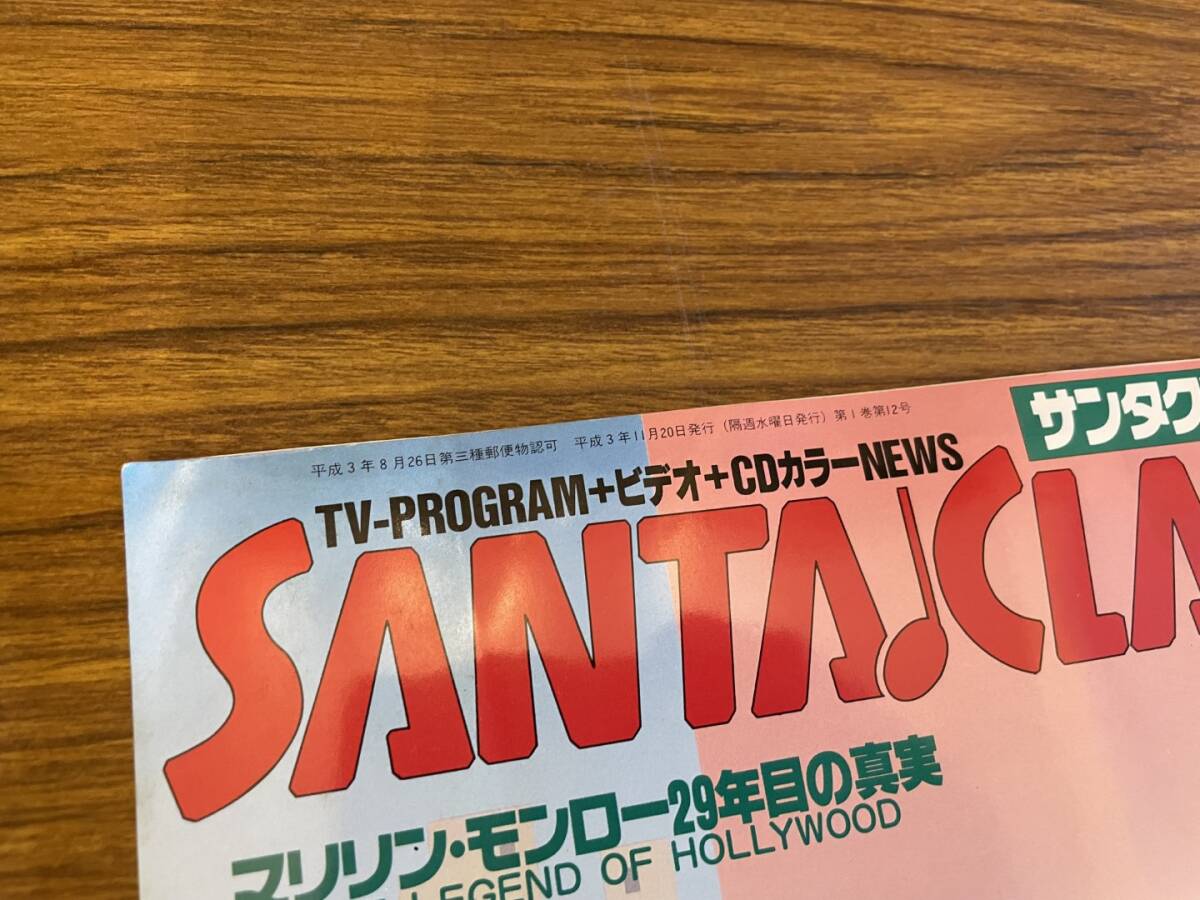 平成3年8月26日第三種郵便物認可 平成3年11月20日発行(隔週水曜日発行)第1巻第12号
サンタク
TV-PROGRAM+ビデオ+CDカラーNEWS
SANTA CLA
マリリン・モンロー29年目の真実
LEGEND OF HOLLYWOOD